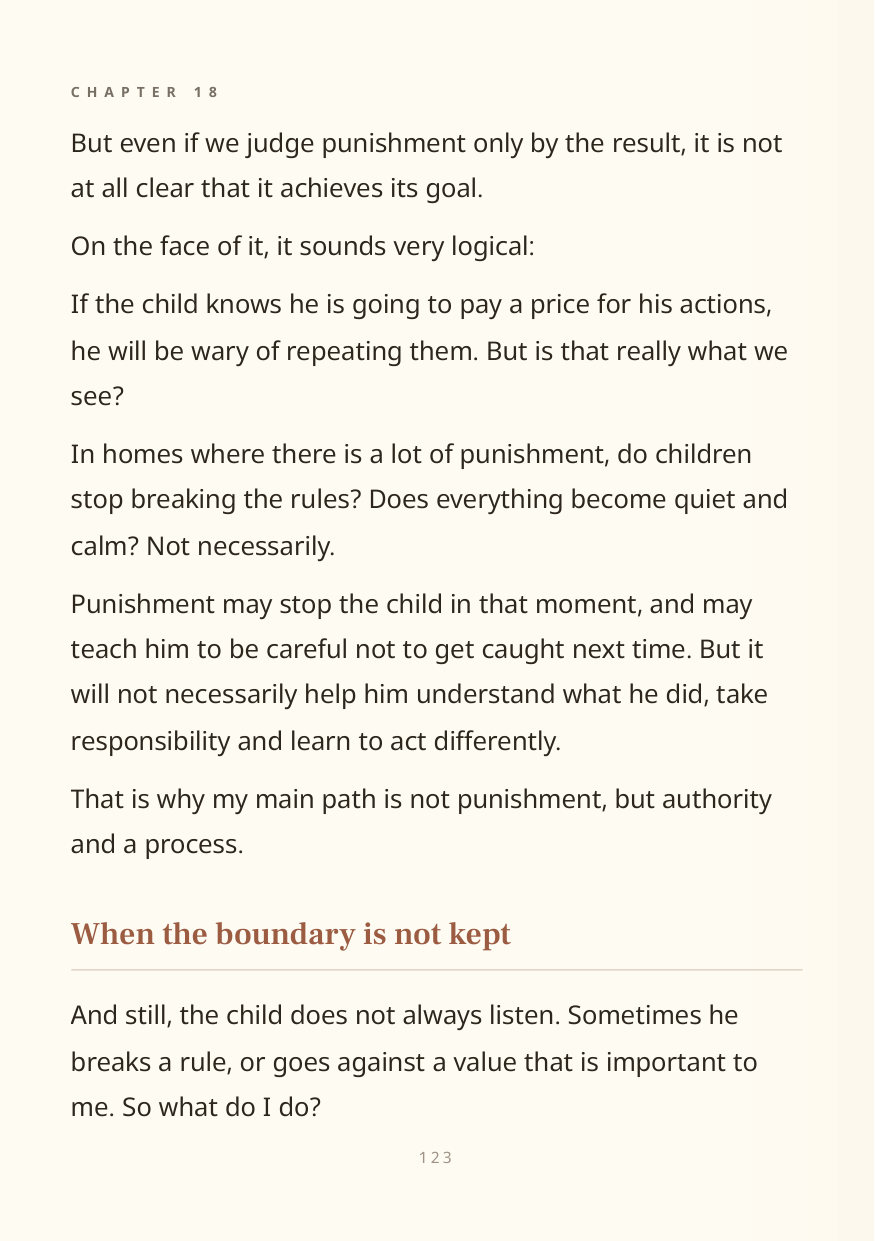 CHAPTER 18
But even if we judge punishment only by the result, it is not
at all clear that it achieves its goal.
On the face of it, it sounds very logical:
If the child knows he is going to pay a price for his actions,
he will be wary of repeating them. But is that really what we
see?
In homes where there is a lot of punishment, do children
stop breaking the rules? Does everything become quiet and
calm? Not necessarily.
Punishment may stop the child in that moment, and may
teach him to be careful not to get caught next time. But it
will not necessarily help him understand what he did, take
responsibility and learn to act differently.
That is why my main path is not punishment, but authority
and a process.
When the boundary is not kept
And still, the child does not always listen. Sometimes he
breaks a rule, or goes against a value that is important to
me. So what do I do?
123